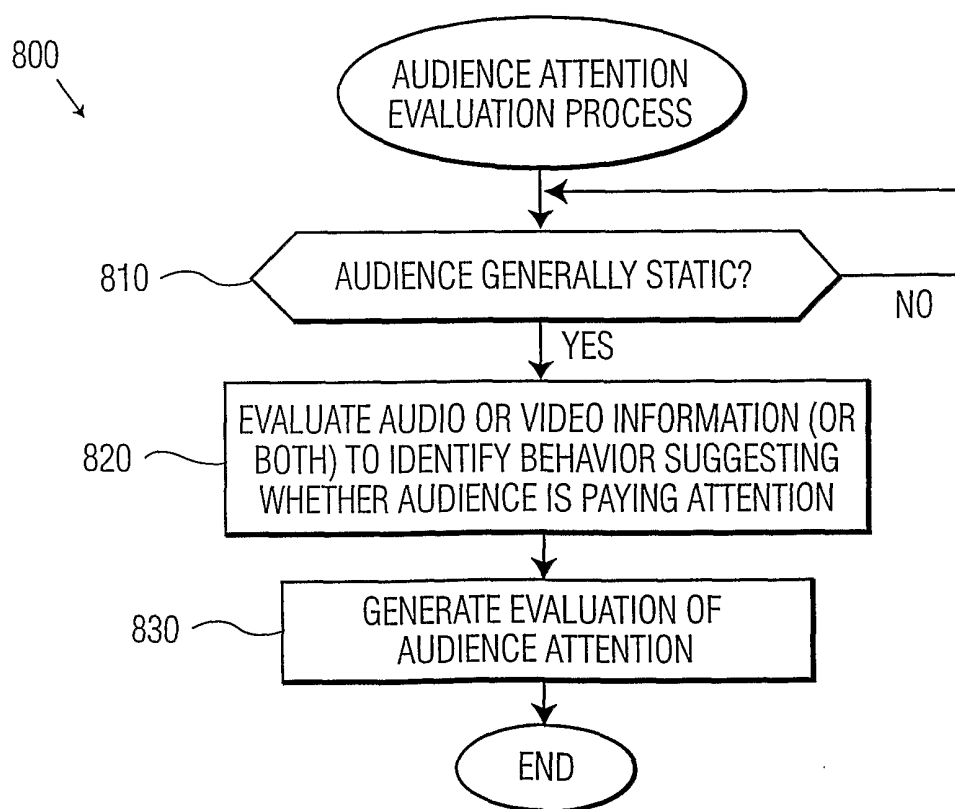 800
AUDIENCE ATTENTION
EVALUATION PROCESS
810
AUDIENCE GENERALLY STATIC?
NO
YES
820
EVALUATE AUDIO OR VIDEO INFORMATION (OR
BOTH) TO IDENTIFY BEHAVIOR SUGGESTING
WHETHER AUDIENCE IS PAYING ATTENTION
830
GENERATE EVALUATION OF
AUDIENCE ATTENTION
END